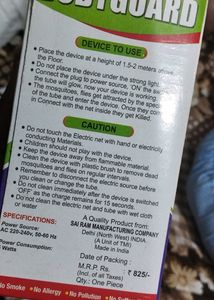 BODYGUARD
DEVICE TO USE
• Place the device at a height of 1.5-2 meters
the Floor.
• Do not place the device under the strong light.
• Connect the plug to power source, 'ON' the
the tube will glow, now your device is working.
• The mosquitoes, flies get attracted by the
tube and enter the device. Once they
in Connect with the net inside they get Killed.
CAUTION
• Do not touch the Electric net with hand or electricity
conducting Materials.
• Children should not play with the device.
• Keep the device away from flammable material.
• Clean the device with plastic brush to remove dead
mosquitoes and flies on regular intervals.
• Remember to disconnect the electric source before
you clean the device.
• Do not clean immediately after the device is switched
"OFF" as the charge remains for 15 seconds.
• Do not clean the electric net and tube with wet cloth
or water.
SPECIFICATIONS:
Power Source:
AC 220-240V, 50-60 Hz
Power Consumption:
Watts
A Quality Product from:
SAI RAM MANUFACTURING COMPANY
Delhi (North West) INDIA.
(A Unit of TMI)
Made in India
Date of Packing :
M.R.P. Rs. ₹ 825/-
(Incl. of all Taxes)
Qty.: One Piece
No Smoke • No Allergy • No Pollution • No